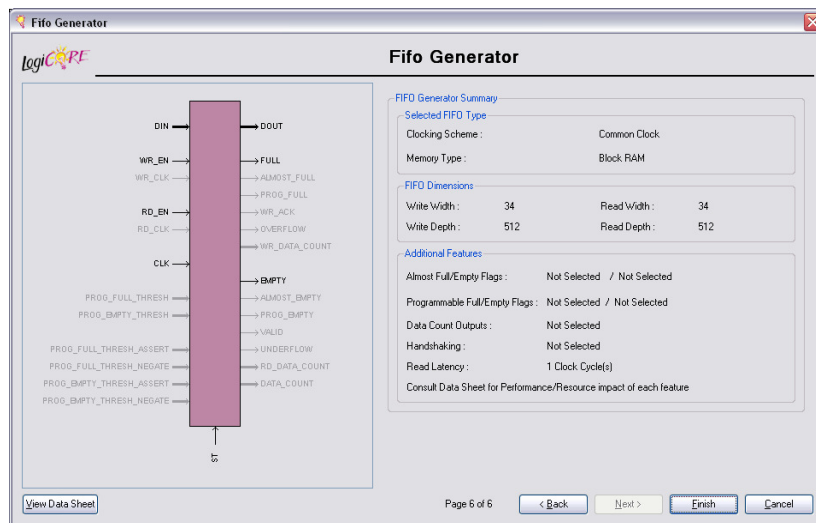 Fifo Generator
LogiCORE
Fifo Generator
DIN
DOUT
WR_EN
FULL
WR_CLK
ALMOST_FULL
PROG_FULL
RD_EN
WR_ACK
RD_CLK
OVERFLOW
WR_DATA_COUNT
CLK
EMPTY
PROG_FULL_THRESH
ALMOST_EMPTY
PROG_EMPTY_THRESH
PROG_EMPTY
VALID
PROG_FULL_THRESH_ASSERT
UNDERFLOW
PROG_FULL_THRESH_NEGATE
RD_DATA_COUNT
PROG_EMPTY_THRESH_ASSERT
DATA_COUNT
PROG_EMPTY_THRESH_NEGATE
ST
FIFO Generator Summary
Selected FIFO Type
Clocking Scheme : Common Clock
Memory Type : Block RAM
FIFO Dimensions
Write Width : 34 Read Width : 34
Write Depth : 512 Read Depth : 512
Additional Features
Almost Full/Empty Flags : Not Selected / Not Selected
Programmable Full/Empty Flags : Not Selected / Not Selected
Data Count Outputs : Not Selected
Handshaking : Not Selected
Read Latency : 1 Clock Cycle(s)
Consult Data Sheet for Performance/Resource impact of each feature
View Data Sheet
Page 6 of 6
< Back
Next >
Finish
Cancel